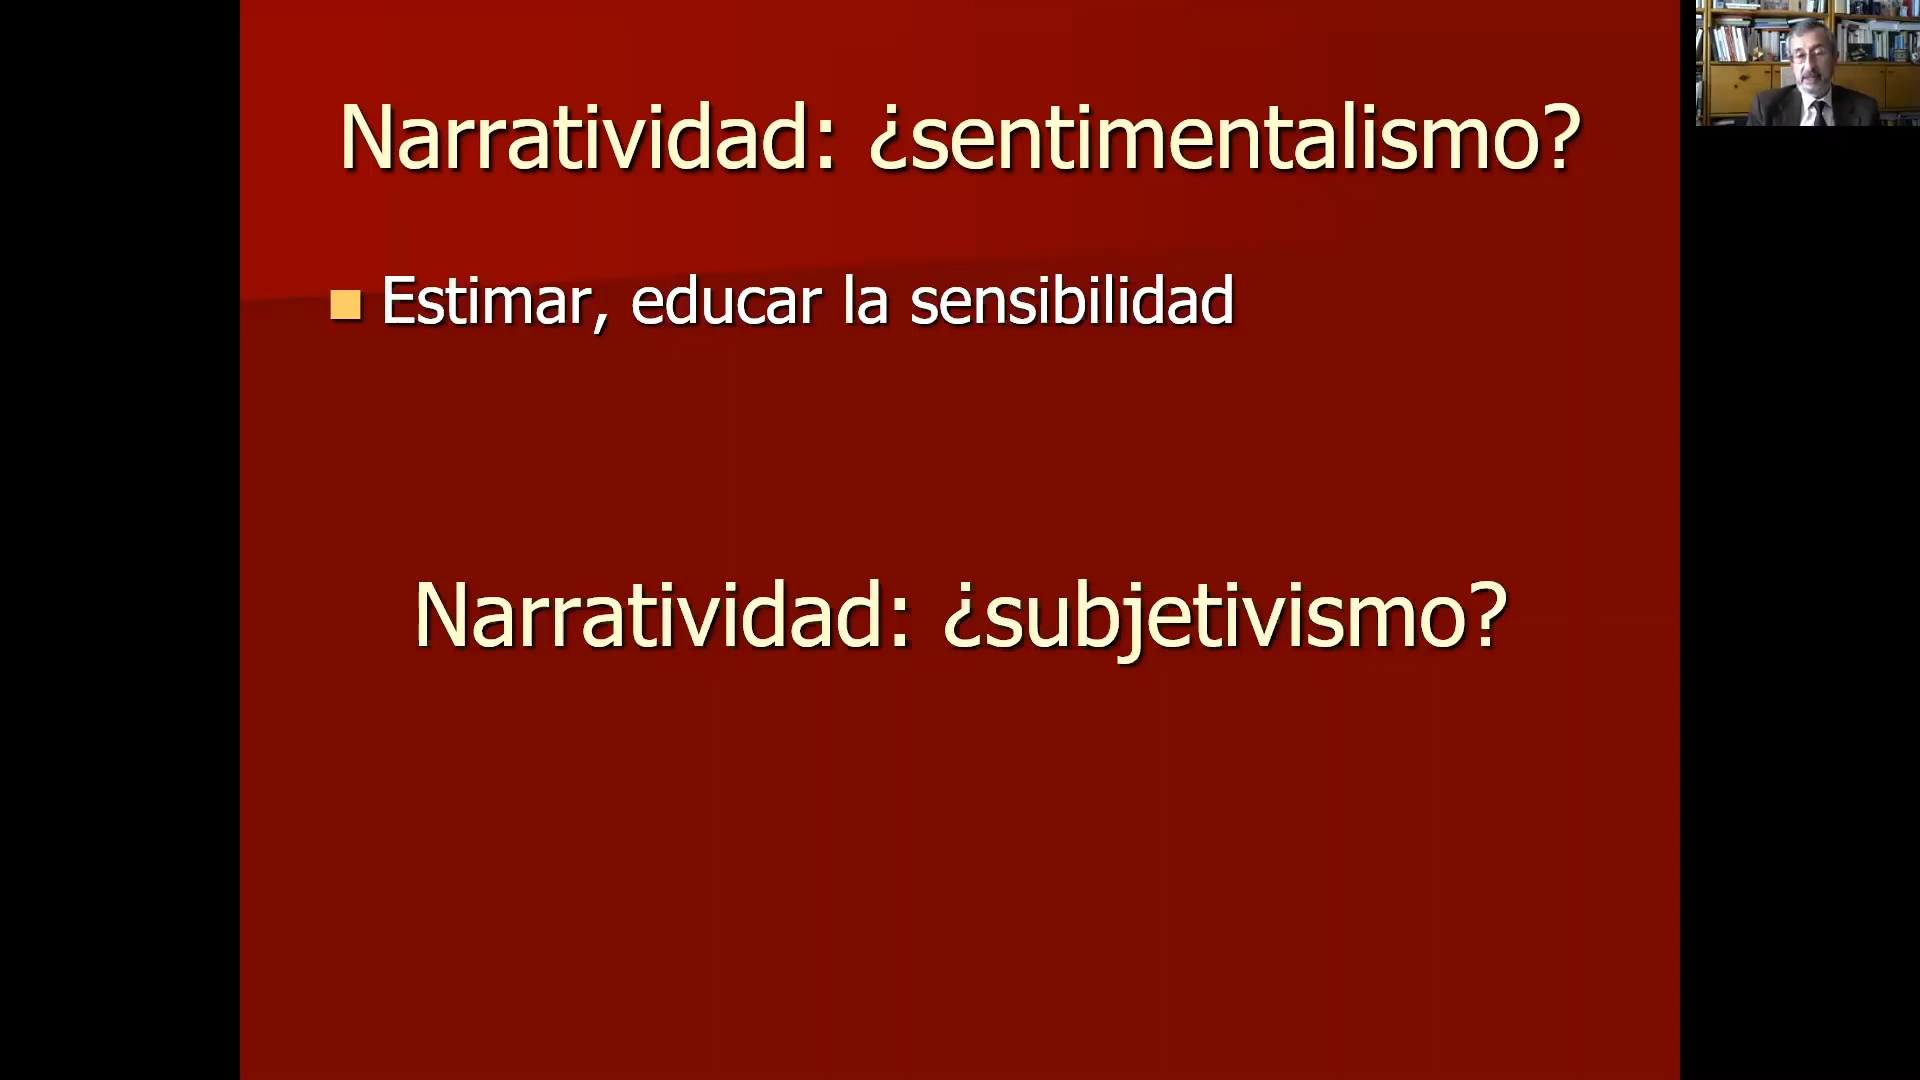 Narratividad: ¿sentimentalismo?
Estimar, educar la sensibilidad
Narratividad: ¿subjetivismo?